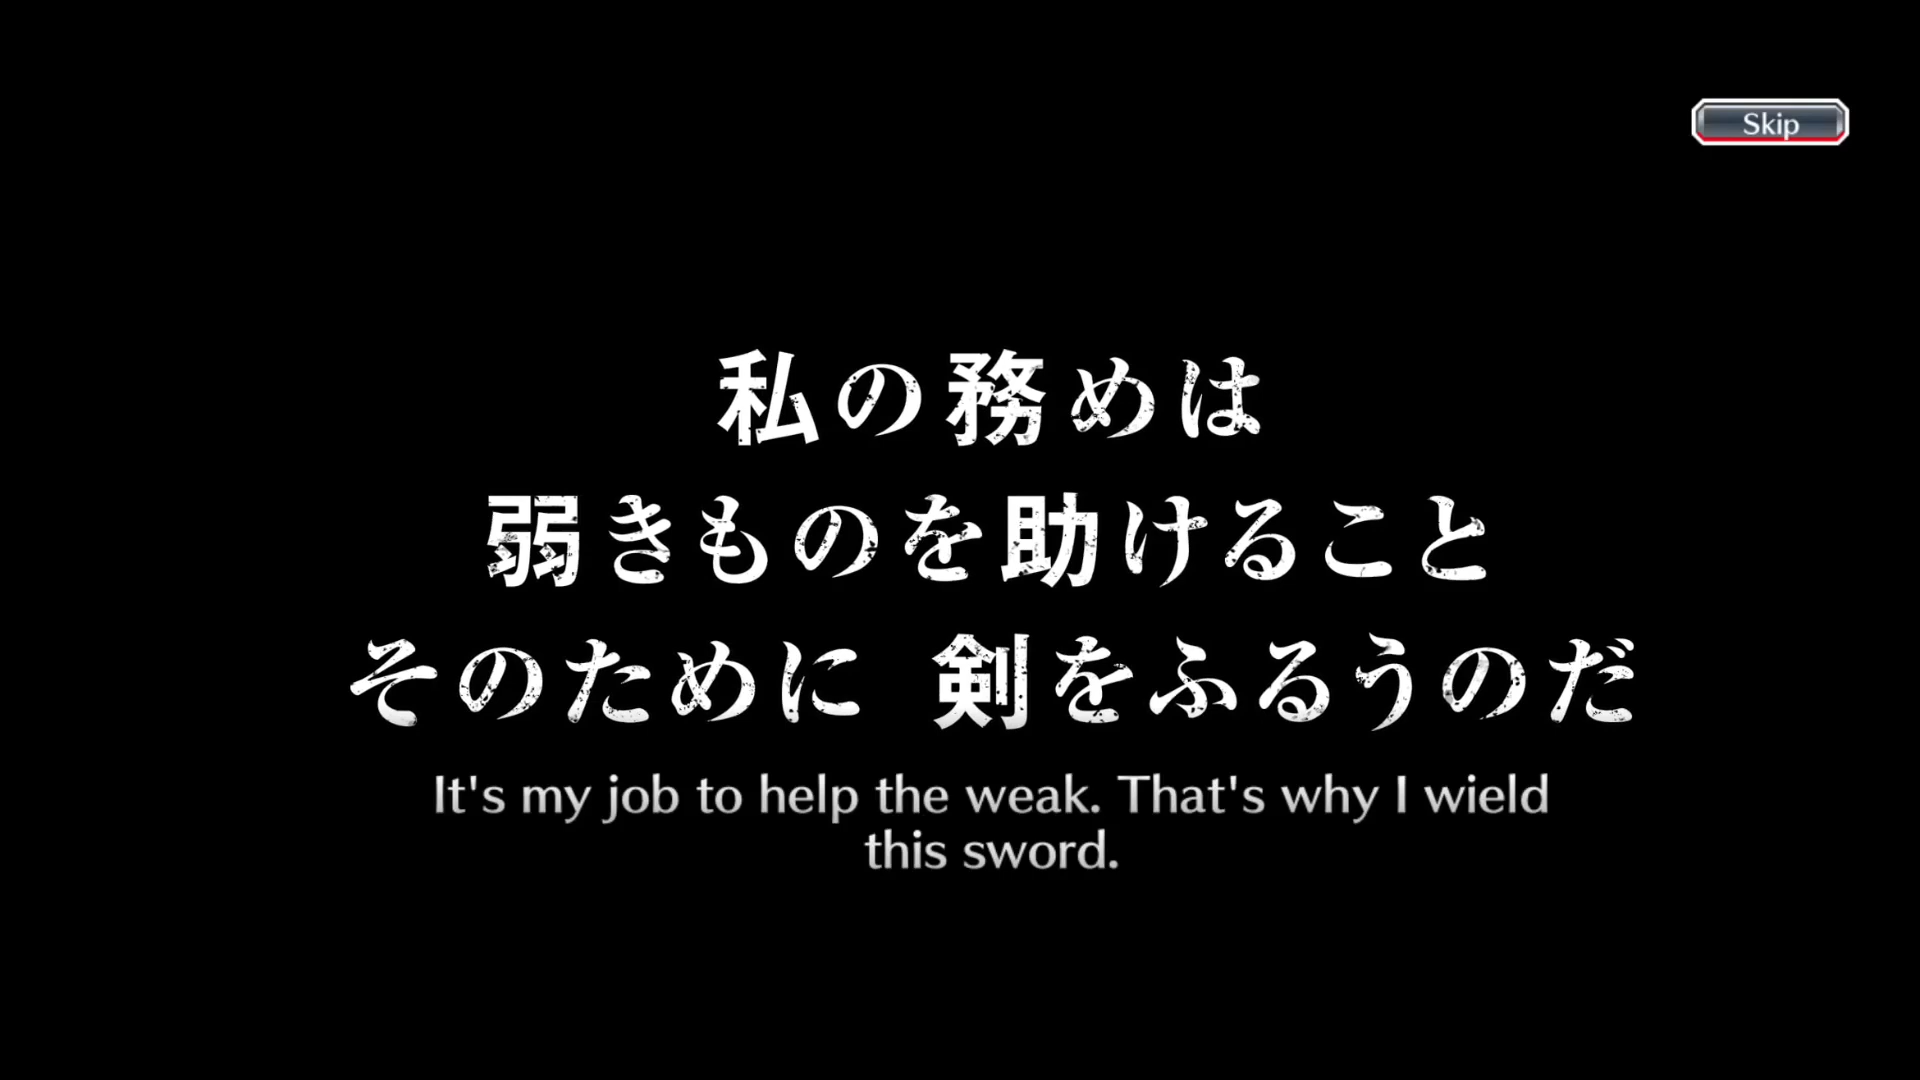 Skip
私の務めは
弱きものを助けること
そのために 剣をふるうのだ
It's my job to help the weak. That's why I wield
this sword.